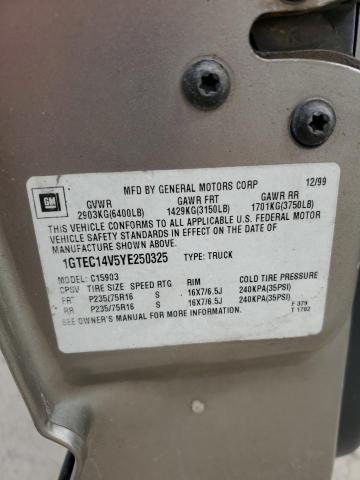 MFD BY GENERAL MOTORS CORP 12/99
GM
GVWR GAWR FRT GAWR RR
2903KG(6400LB) 1429KG(3150LB) 1701KG(3750LB)
THIS VEHICLE CONFORMS TO ALL APPLICABLE U.S. FEDERAL MOTOR
VEHICLE SAFETY STANDARDS IN EFFECT ON THE DATE OF
MANUFACTURE SHOWN ABOVE.
1GTEC14V5YE250325 TYPE: TRUCK
MODEL: C15903
TIRE SIZE SPEED RTG RIM COLD TIRE PRESSURE
FRT P235/75R16 S 16X7/6.5J 240KPA(35PSI)
RR P235/75R16 S 16X7/6.5J 240KPA(35PSI)
SEE OWNER'S MANUAL FOR MORE INFORMATION.
F 379
T 1702